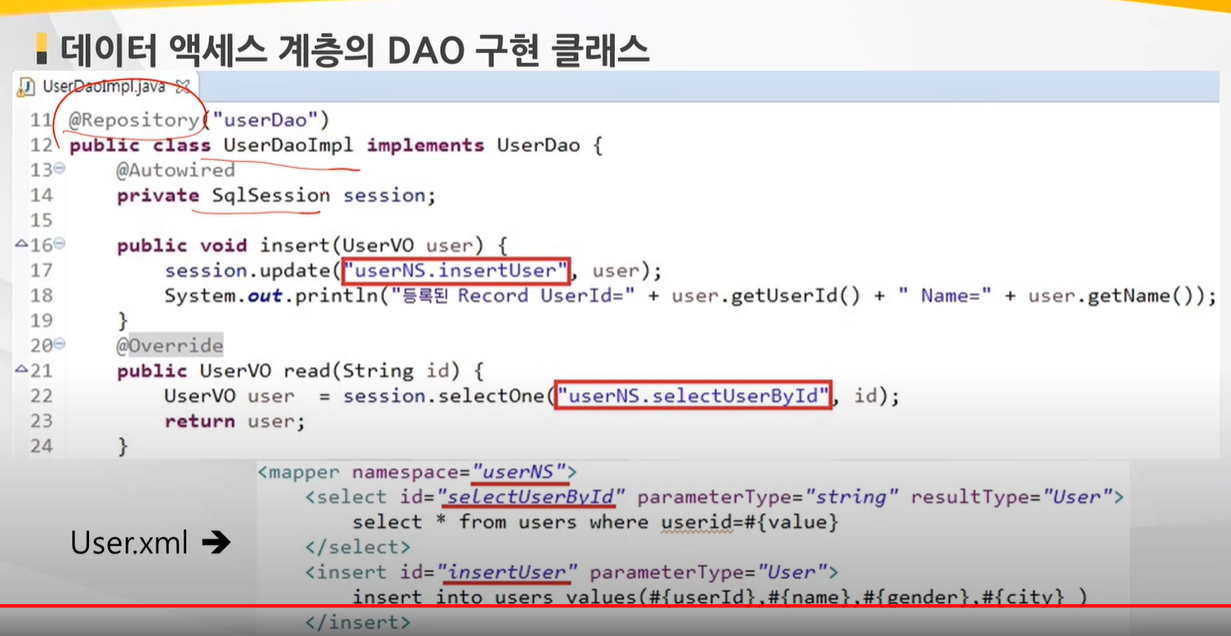 데이터 액세스 계층의 DAO 구현 클래스
UserDaoImpl.java
11 @Repository("userDao")
12 public class UserDaoImpl implements UserDao {
13 @Autowired
14 private SqlSession session;
15
16 public void insert(UserVO user) {
17 session.update("userNS.insertUser", user);
18 System.out.println("등록된 Record UserId=" + user.getUserId() + " Name=" + user.getName());
19 }
20 @Override
21 public UserVO read(String id) {
22 UserVO user = session.selectOne("userNS.selectUserById", id);
23 return user;
24 }
<mapper namespace="userNS">
<select id="selectUserById" parameterType="string" resultType="User">
select * from users where userid=#{value}
</select>
User.xml ➔
<insert id="insertUser" parameterType="User">
insert into users values(#{userId},#{name},#{gender},#{city} )
</insert>